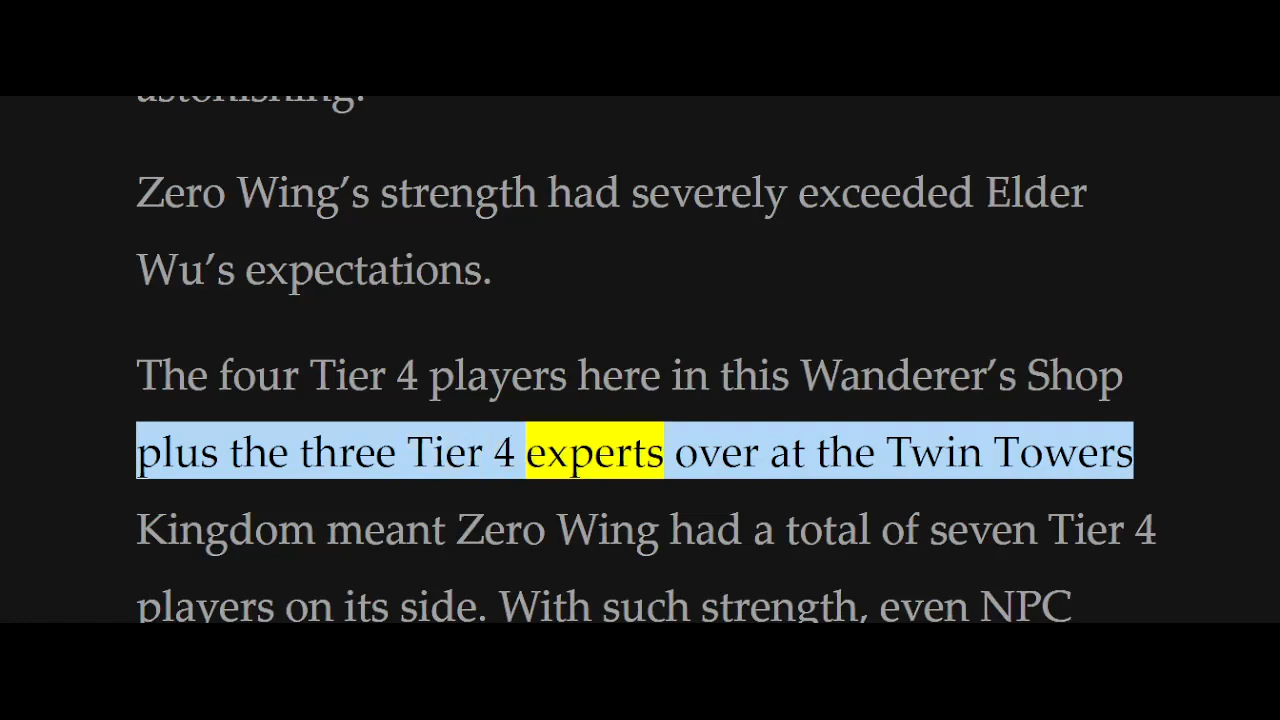 astonishing.
Zero Wing’s strength had severely exceeded Elder
Wu’s expectations.
The four Tier 4 players here in this Wanderer’s Shop
plus the three Tier 4 experts over at the Twin Towers
Kingdom meant Zero Wing had a total of seven Tier 4
players on its side. With such strength, even NPC